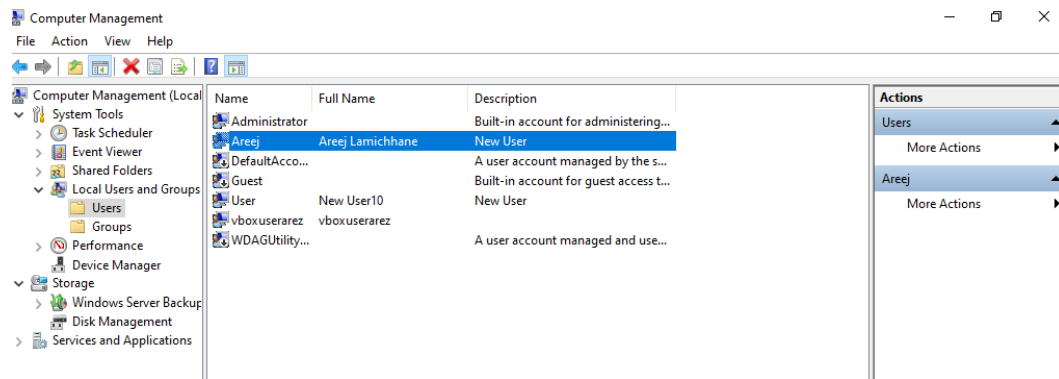 Computer Management
File Action View Help
Computer Management (Local
System Tools
Task Scheduler
Event Viewer
Shared Folders
Local Users and Groups
Users
Groups
Performance
Device Manager
Storage
Windows Server Backup
Disk Management
Services and Applications
Name Full Name Description
Administrator Built-in account for administering...
Areej Areej Lamichhane New User
DefaultAcco... A user account managed by the s...
Guest Built-in account for guest access t...
User New User10 New User
vboxuserarez vboxuserarez
WDAGUtility... A user account managed and use...
Actions
Users
More Actions
Areej
More Actions